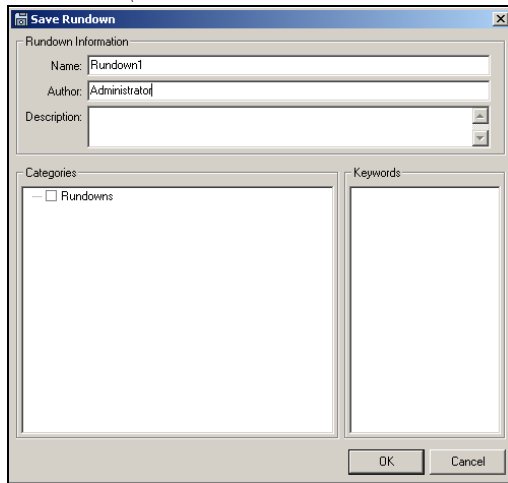 Save Rundown
Rundown Information
Name: Rundown1
Author: Administrator
Description:
Categories
Rundowns
Keywords
OK
Cancel